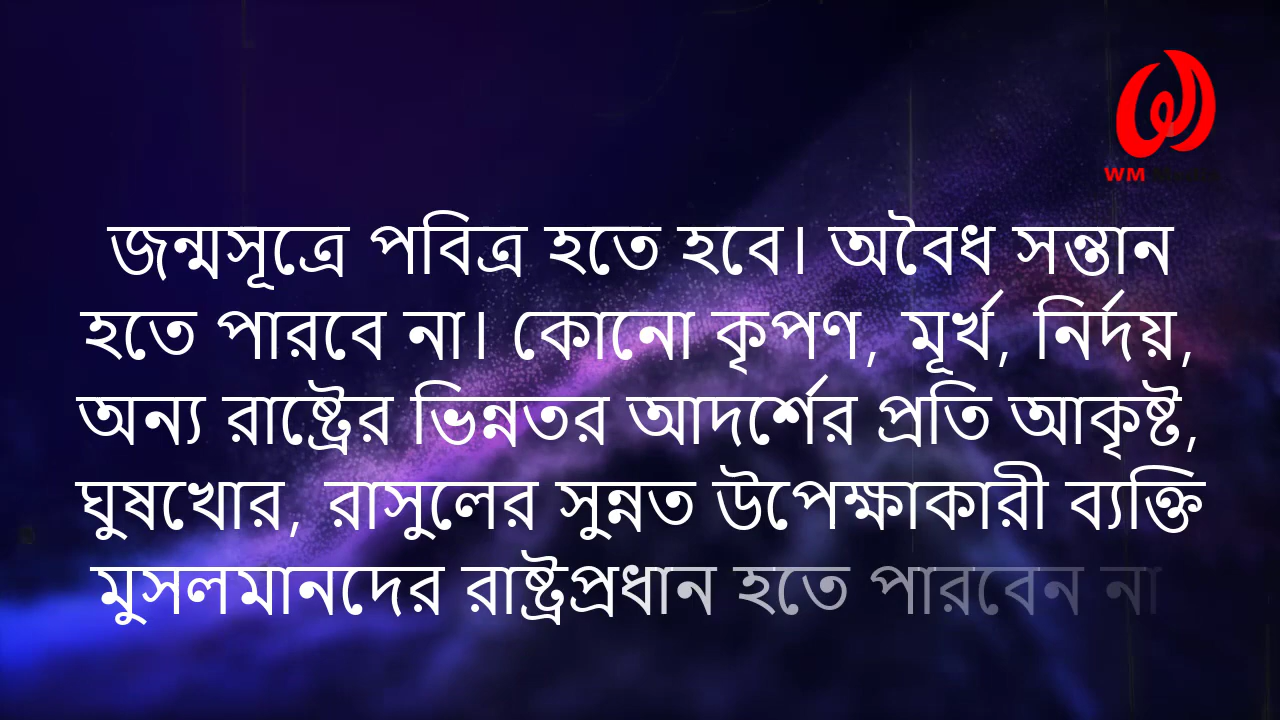 WM
জন্মসূত্রে পবিত্র হতে হবে। অবৈধ সন্তান
হতে পারবে না। কোনো কৃপণ, মূর্খ, নির্দয়,
অন্য রাষ্ট্রের ভিন্নতর আদর্শের প্রতি আকৃষ্ট,
ঘুষখোর, রাসুলের সুন্নত উপেক্ষাকারী ব্যক্তি
মুসলমানদের রাষ্ট্রপ্রধান হতে পারবেন না